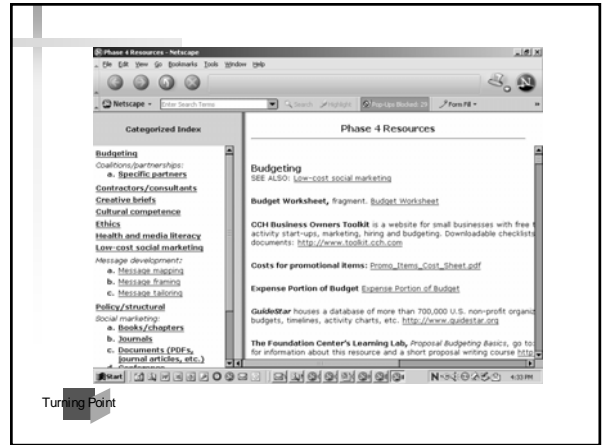 Phase 4 Resources - Netscape
File Edit View Go Bookmarks Tools Window Help
Netscape Enter Search Terms Search Highlight Pop-Ups Blocked: 29 Form Fill
Categorized Index
Budgeting
Coalitions/partnerships:
a. Specific partners
Contractors/consultants
Creative briefs
Cultural competence
Ethics
Health and media literacy
Low-cost social marketing
Message development:
a. Message mapping
b. Message framing
c. Message tailoring
Policy/structural
Social marketing:
a. Books/chapters
b. Journals
c. Documents (PDFs,
journal articles, etc.)
d. Conference
Phase 4 Resources
Budgeting
SEE ALSO: Low-cost social marketing
Budget Worksheet, fragment. Budget Worksheet
CCH Business Owners Toolkit is a website for small businesses with free
activity start-ups, marketing, hiring and budgeting. Downloadable checklists
documents: http://www.toolkit.cch.com
Costs for promotional items: Promo_Items_Cost_Sheet.pdf
Expense Portion of Budget Expense Portion of Budget
GuideStar houses a database of more than 700,000 U.S. non-profit
budgets, timelines, activity charts, etc. http://www.guidestar.org
The Foundation Center's Learning Lab, Proposal Budgeting Basics, go to:
for information about this resource and a short proposal writing course
Start 4:33 PM
Turning Point